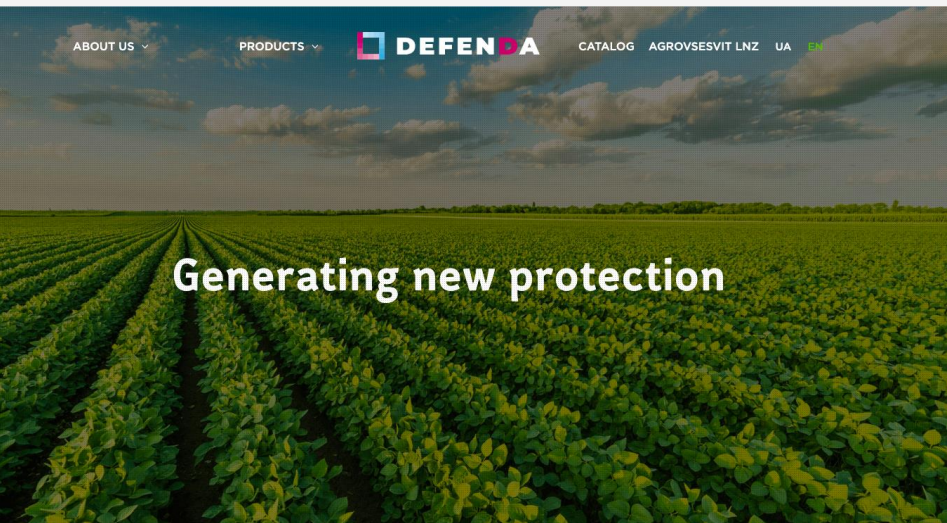 ABOUT US
PRODUCTS
DEFENDA
CATALOG
AGROVSESVIT LNZ
UA
EN
Generating new protection